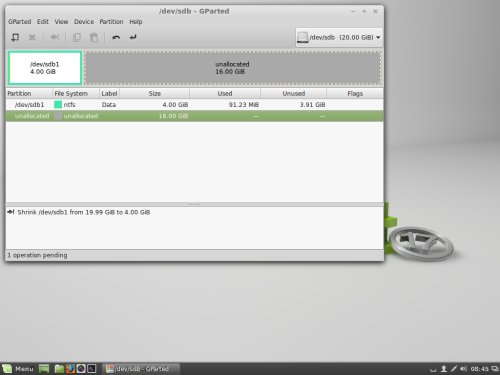 /dev/sdb - GParted
GParted Edit View Device Partition Help
/dev/sdb (20.00 GiB)
/dev/sdb1
4.00 GiB
unallocated
16.00 GiB
Partition File System Label Size Used Unused Flags
/dev/sdb1 ntfs Data 4.00 GiB 91.23 MiB 3.91 GiB
unallocated unallocated 16.00 GiB — —
Shrink /dev/sdb1 from 19.99 GiB to 4.00 GiB
1 operation pending
17
Menu /dev/sdb - GParted 08:45